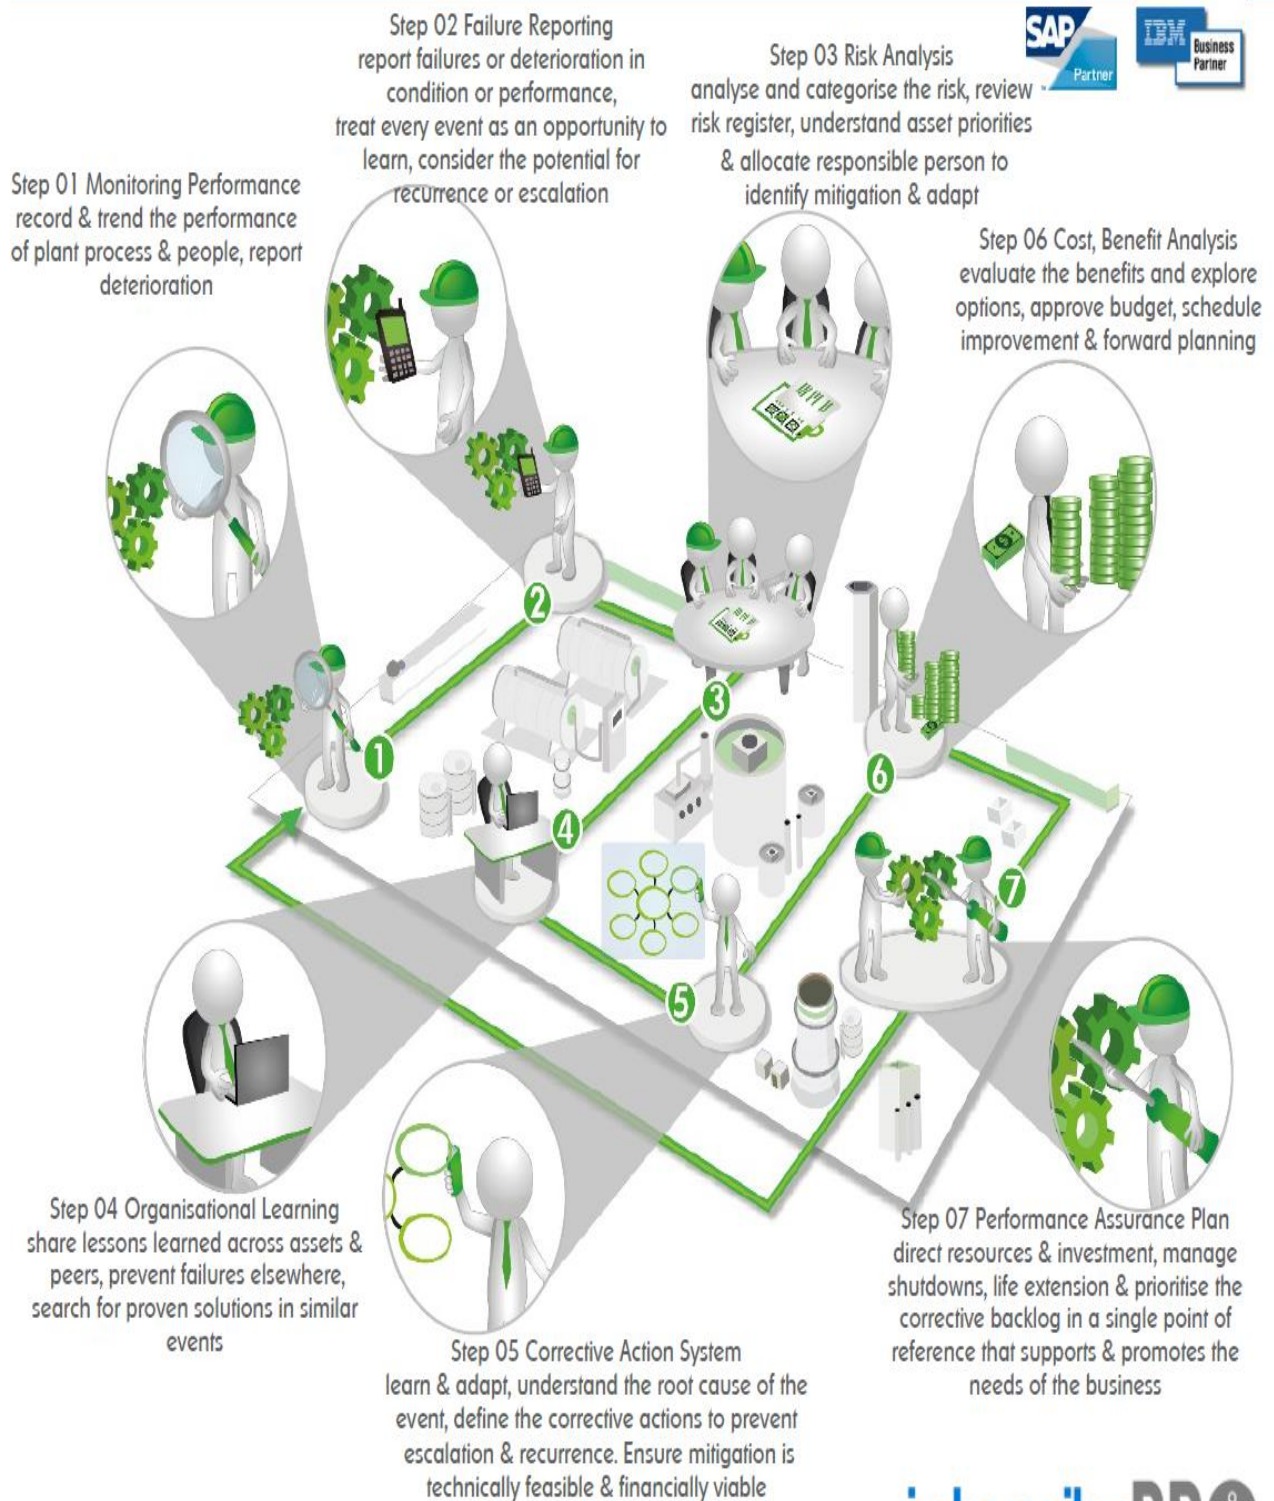 Step 02 Failure Reporting
report failures or deterioration in
condition or performance,
treat every event as an opportunity to
learn, consider the potential for
recurrence or escalation
Step 03 Risk Analysis
analyse and categorise the risk, review
risk register, understand asset priorities
& allocate responsible person to
identify mitigation & adapt
SAP
Partner
IBM
Business
Partner
Step 01 Monitoring Performance
record & trend the performance
of plant process & people, report
deterioration
Step 06 Cost, Benefit Analysis
evaluate the benefits and explore
options, approve budget, schedule
improvement & forward planning
2
3
1
6
4
7
5
Step 04 Organisational Learning
share lessons learned across assets &
peers, prevent failures elsewhere,
search for proven solutions in similar
events
Step 05 Corrective Action System
learn & adapt, understand the root cause of the
event, define the corrective actions to prevent
escalation & recurrence. Ensure mitigation is
technically feasible & financially viable
Step 07 Performance Assurance Plan
direct resources & investment, manage
shutdowns, life extension & prioritise the
corrective backlog in a single point of
reference that supports & promotes the
needs of the business